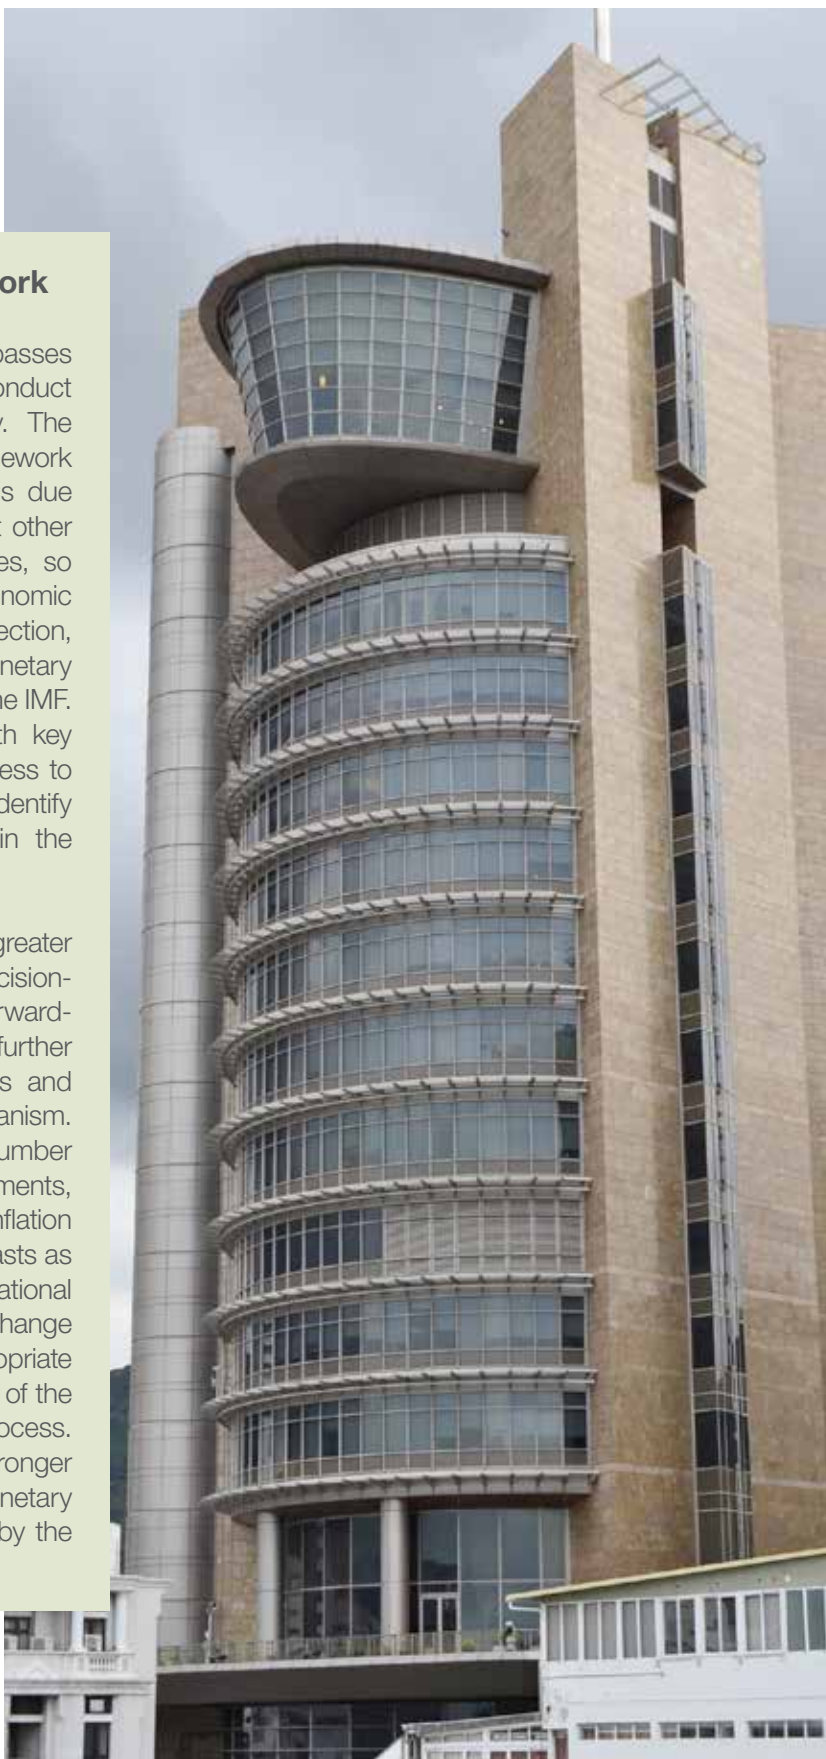 ork
passes
onduct
. The
ework
s due
other
es, so
nomic
ection,
netary
ne IMF.
th key
ess to
dentify
in the
greater
cision-
rward-
further
s and
anism.
umber
ments,
nflation
asts as
ational
hange
opriate
of the
ocess.
ronger
netary
by the